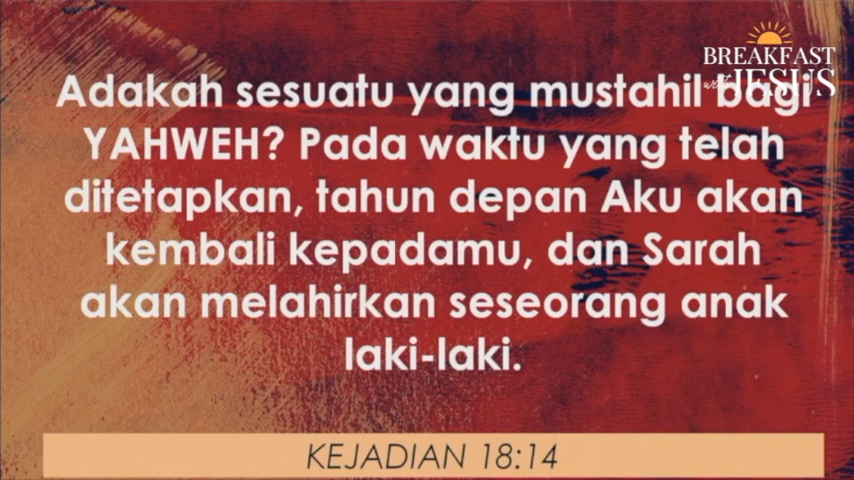 BREAKFAST
with JESUS
Adakah sesuatu yang mustahil bagi
YAHWEH? Pada waktu yang telah
ditetapkan, tahun depan Aku akan
kembali kepadamu, dan Sarah
akan melahirkan seseorang anak
laki-laki.
KEJADIAN 18:14